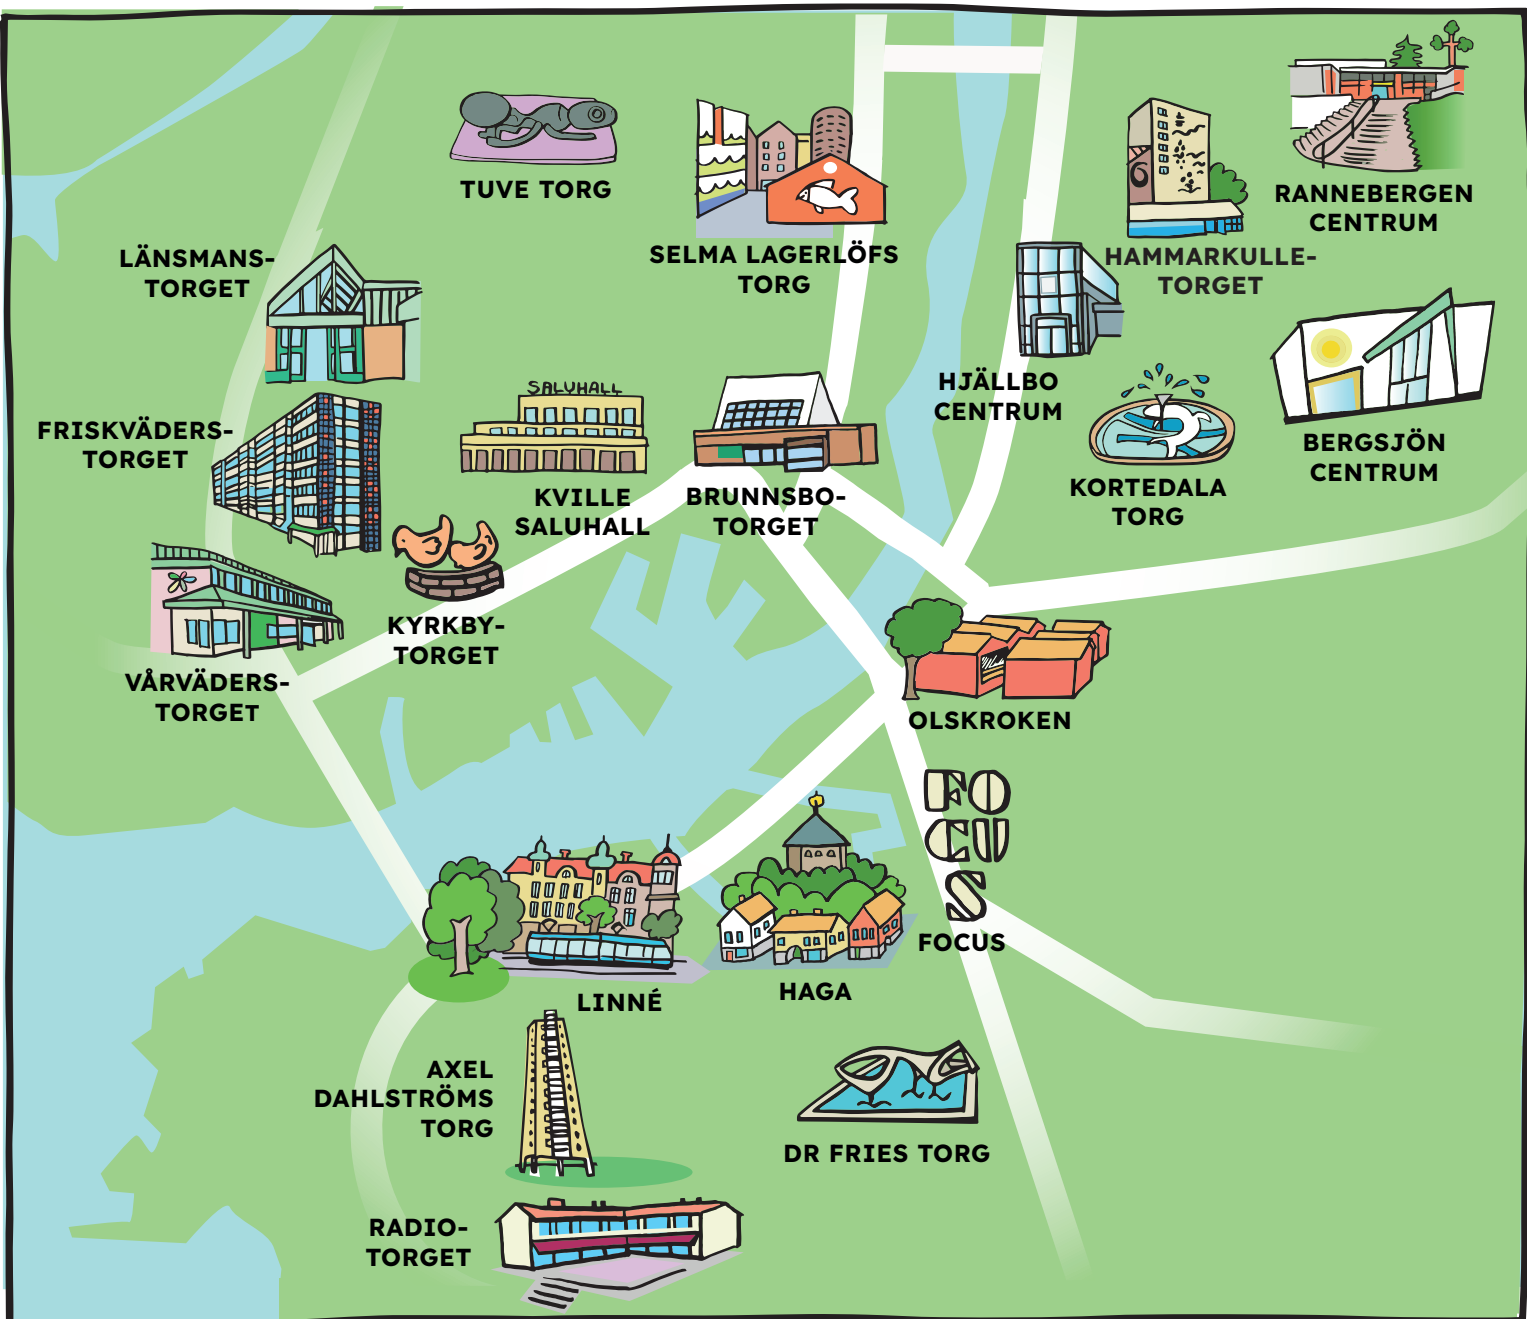 TUVE TORG
SELMA LAGERLÖFS
TORG
RANNEBERGEN
CENTRUM
HAMMARKULLE-
TORGET
LÄNSMANS-
TORGET
HJÄLLBO
CENTRUM
SALUHALL
FRISKVÄDERS-
TORGET
BERGSJÖN
CENTRUM
KVILLE
SALUHALL
BRUNNSBO-
TORGET
KORTEDALA
TORG
KYRKBY-
TORGET
VÅRVÄDERS-
TORGET
OLSKROKEN
FO
CU
S
FOCUS
LINNÉ
HAGA
AXEL
DAHLSTRÖMS
TORG
DR FRIES TORG
RADIO-
TORGET